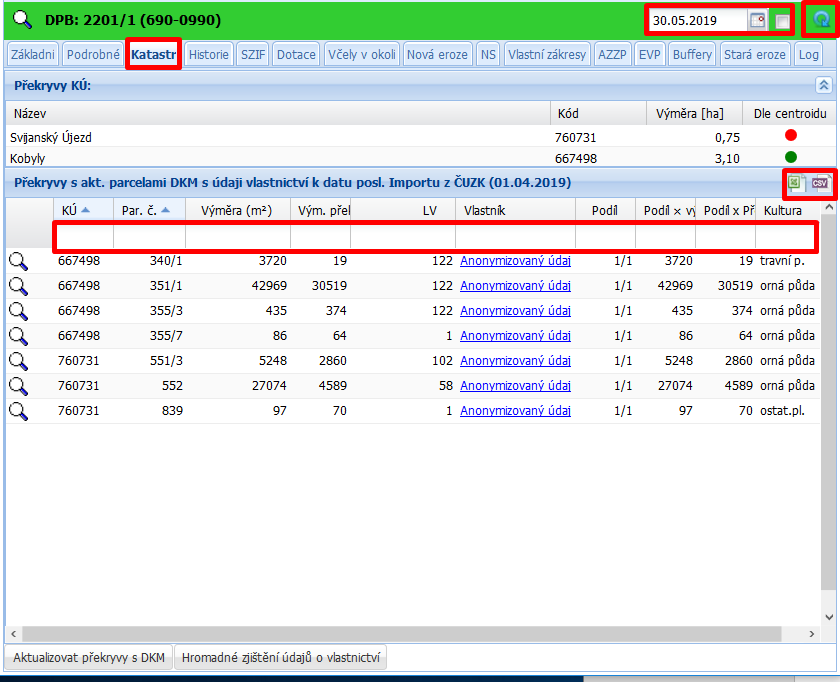 DPB: 2201/1 (690-0990) 30.05.2019
Základní Podrobné Katastr Historie SZIF Dotace Včely v okolí Nová eroze NS Vlastní zákresy AZZP EVP Buffery Stará eroze Log
Překryvy KÚ:
Název Kód Výměra [ha] Dle centroidu
Svijanský Újezd 760731 0,75
Kobyly 667498 3,10
Překryvy s akt. parcelami DKM s údaji vlastnictví k datu posl. Importu z ČUZK (01.04.2019) CSV
KÚ Par. č. Výměra (m²) Vým. přel LV Vlastník Podíl Podíl x vý Podíl x Př Kultura
667498 340/1 3720 19 122 Anonymizovaný údaj 1/1 3720 19 travní p.
667498 351/1 42969 30519 122 Anonymizovaný údaj 1/1 42969 30519 orná půda
667498 355/3 435 374 122 Anonymizovaný údaj 1/1 435 374 orná půda
667498 355/7 86 64 1 Anonymizovaný údaj 1/1 86 64 orná půda
760731 551/3 5248 2860 102 Anonymizovaný údaj 1/1 5248 2860 orná půda
760731 552 27074 4589 58 Anonymizovaný údaj 1/1 27074 4589 orná půda
760731 839 97 70 1 Anonymizovaný údaj 1/1 97 70 ostat.pl.
Aktualizovat překryvy s DKM Hromadné zjištění údajů o vlastnictví